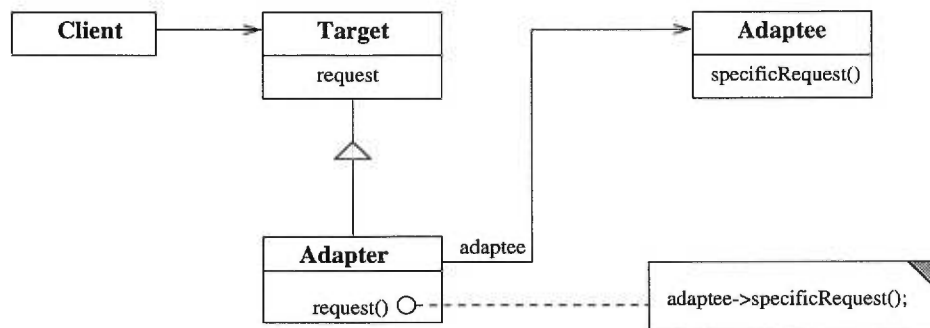 Client
Target
request
Adaptee
specificRequest()
Adapter
request()
adaptee
adaptee->specificRequest();